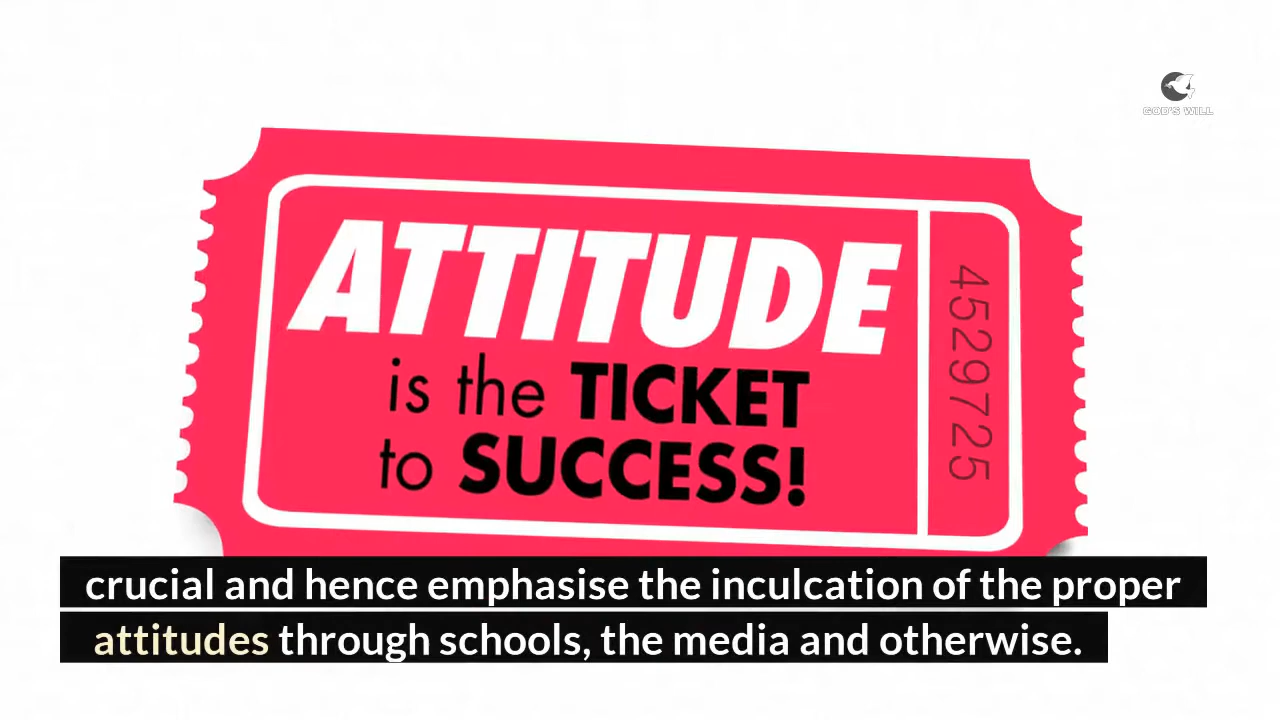 GOD'S WILL
ATTITUDE
is the TICKET
to SUCCESS!
4529725
crucial and hence emphasise the inculcation of the proper
attitudes through schools, the media and otherwise.